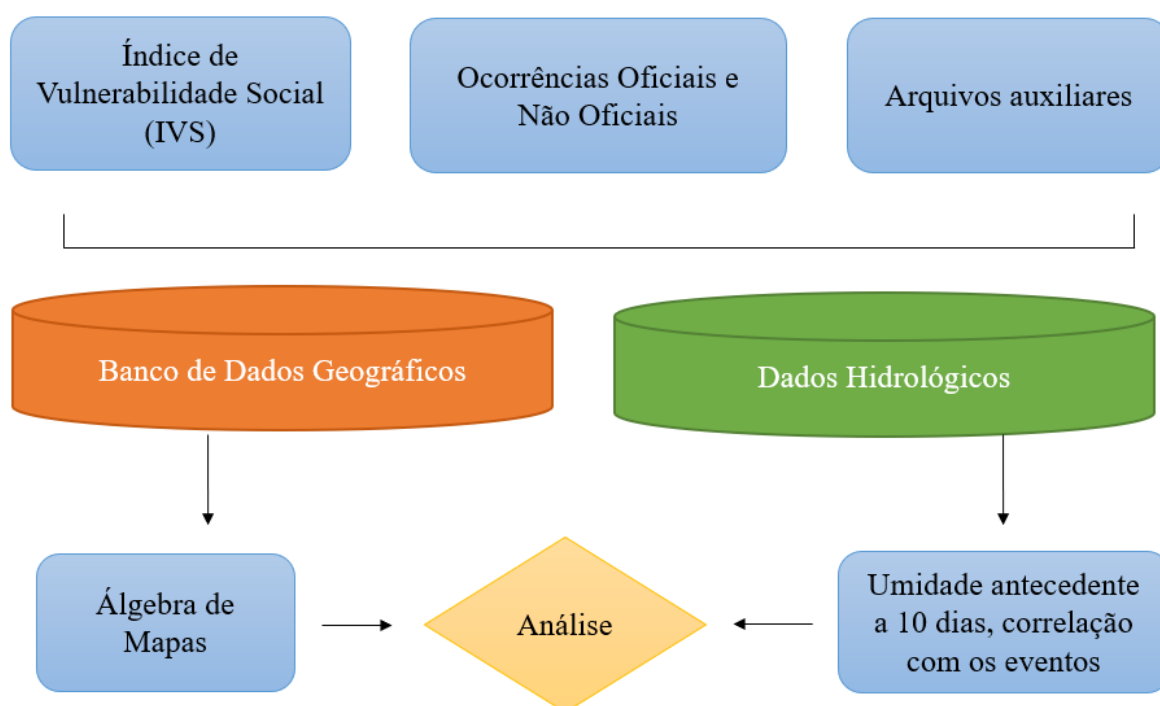 Índice de
Vulnerabilidade Social
(IVS)
Ocorrências Oficiais e
Não Oficiais
Arquivos auxiliares
Banco de Dados Geográficos
Dados Hidrológicos
Álgebra de
Mapas
Análise
Umidade antecedente
a 10 dias, correlação
com os eventos